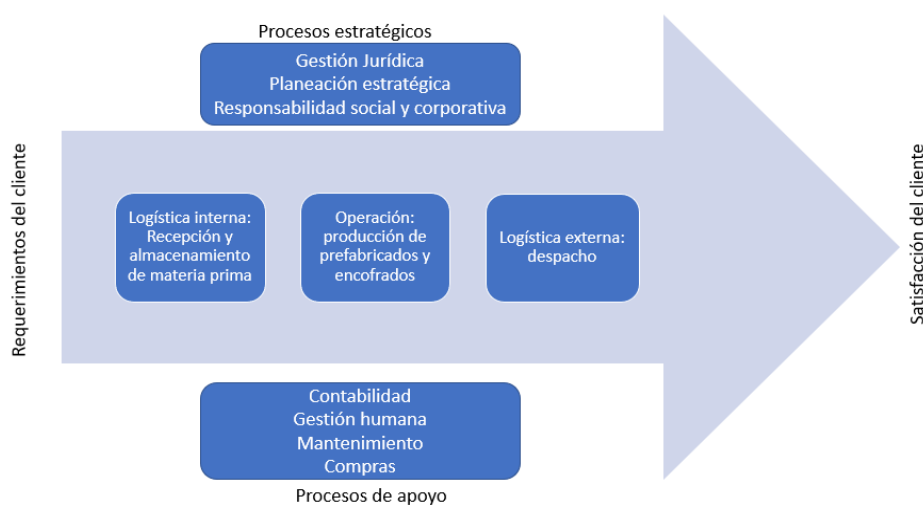 Procesos estratégicos
Gestión Jurídica
Planeación estratégica
Responsabilidad social y corporativa
Requerimientos del cliente
Logística interna:
Recepción y
almacenamiento
de materia prima
Operación:
producción de
prefabricados y
encofrados
Logística externa:
despacho
Satisfacción del cliente
Contabilidad
Gestión humana
Mantenimiento
Compras
Procesos de apoyo